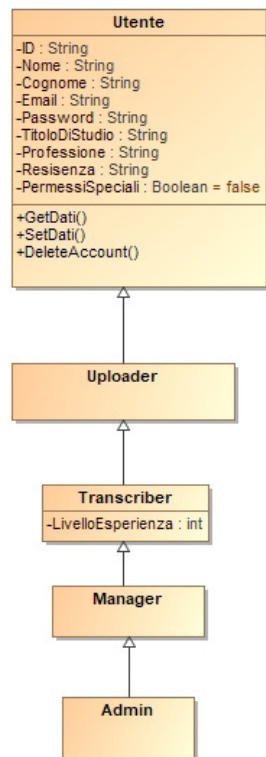 Utente
-ID : String
-Nome : String
-Cognome : String
-Email : String
-Password : String
-TitoloDiStudio : String
-Professione : String
-Resisenza : String
-PermessiSpeciali : Boolean = false
+GetDati()
+SetDati()
+DeleteAccount()
Uploader
Transcriber
-LivelloEsperienza : int
Manager
Admin